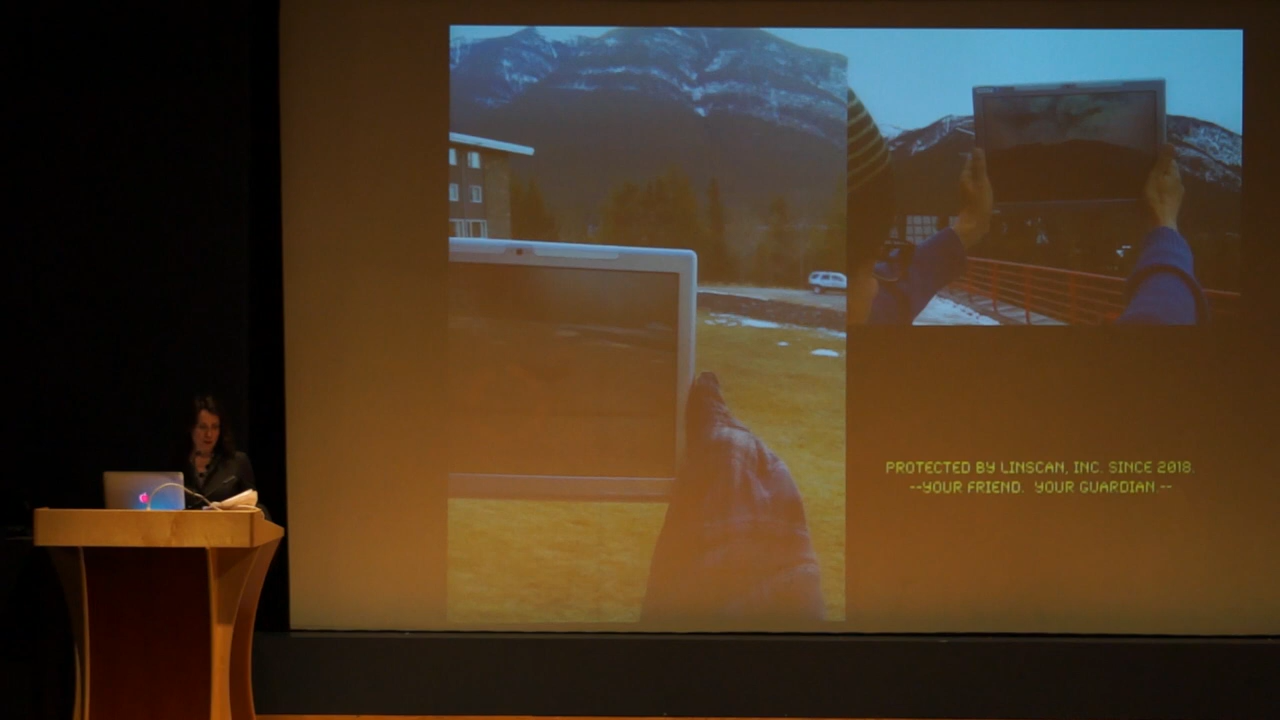 PROTECTED BY LINSCAN, INC. SINCE 2018.
--YOUR FRIEND.  YOUR GUARDIAN.--